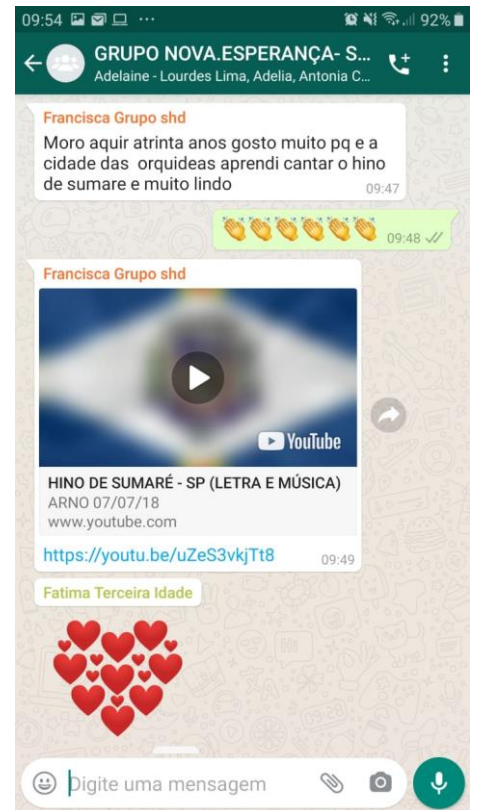 09:54 ... 92%
GRUPO NOVA.ESPERANÇA- S...
Adelaine - Lourdes Lima, Adelia, Antonia C...
Francisca Grupo shd
Moro aquir atrinta anos gosto muito pq e a
cidade das orquideas aprendi cantar o hino
de sumare e muito lindo
09:47
09:48
Francisca Grupo shd
YouTube
HINO DE SUMARÉ - SP (LETRA E MÚSICA)
ARNO 07/07/18
www.youtube.com
https://youtu.be/uZeS3vkjTt8 09:49
Fatima Terceira Idade
Digite uma mensagem